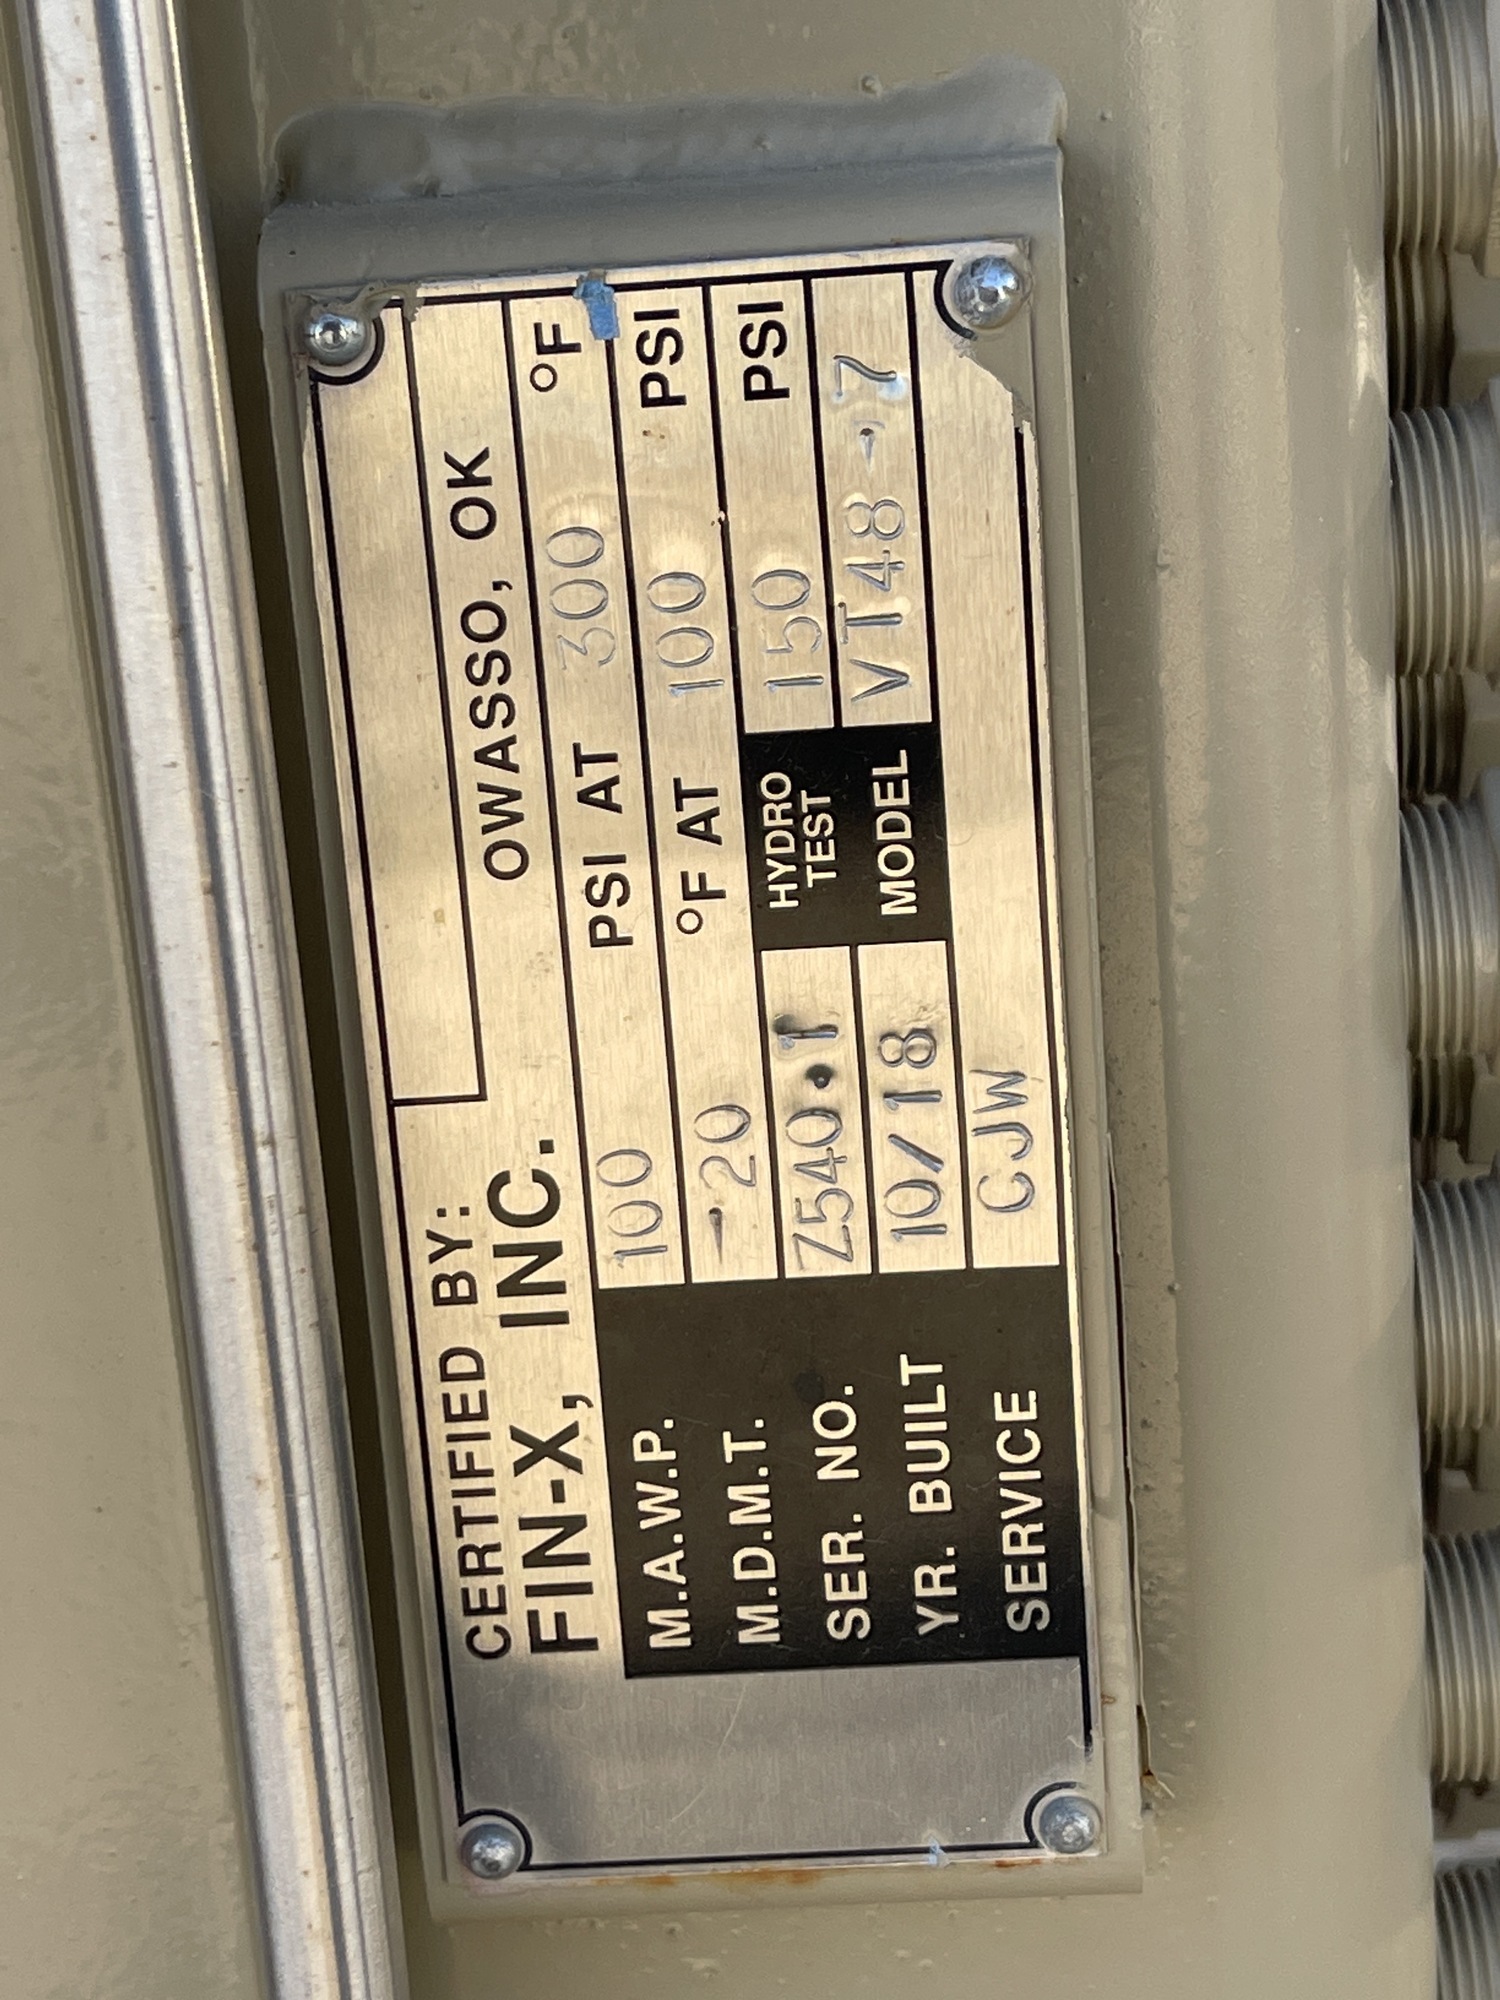 CERTIFIED BY:
FIN-X, INC. OWASSO, OK
M.A.W.P. 100 PSI AT 300 °F
M.D.M.T. -20 °F AT 100 PSI
SER. NO. Z540.1 HYDRO TEST 150 PSI
YR. BUILT 10/18 MODEL VT48-7
SERVICE CJW